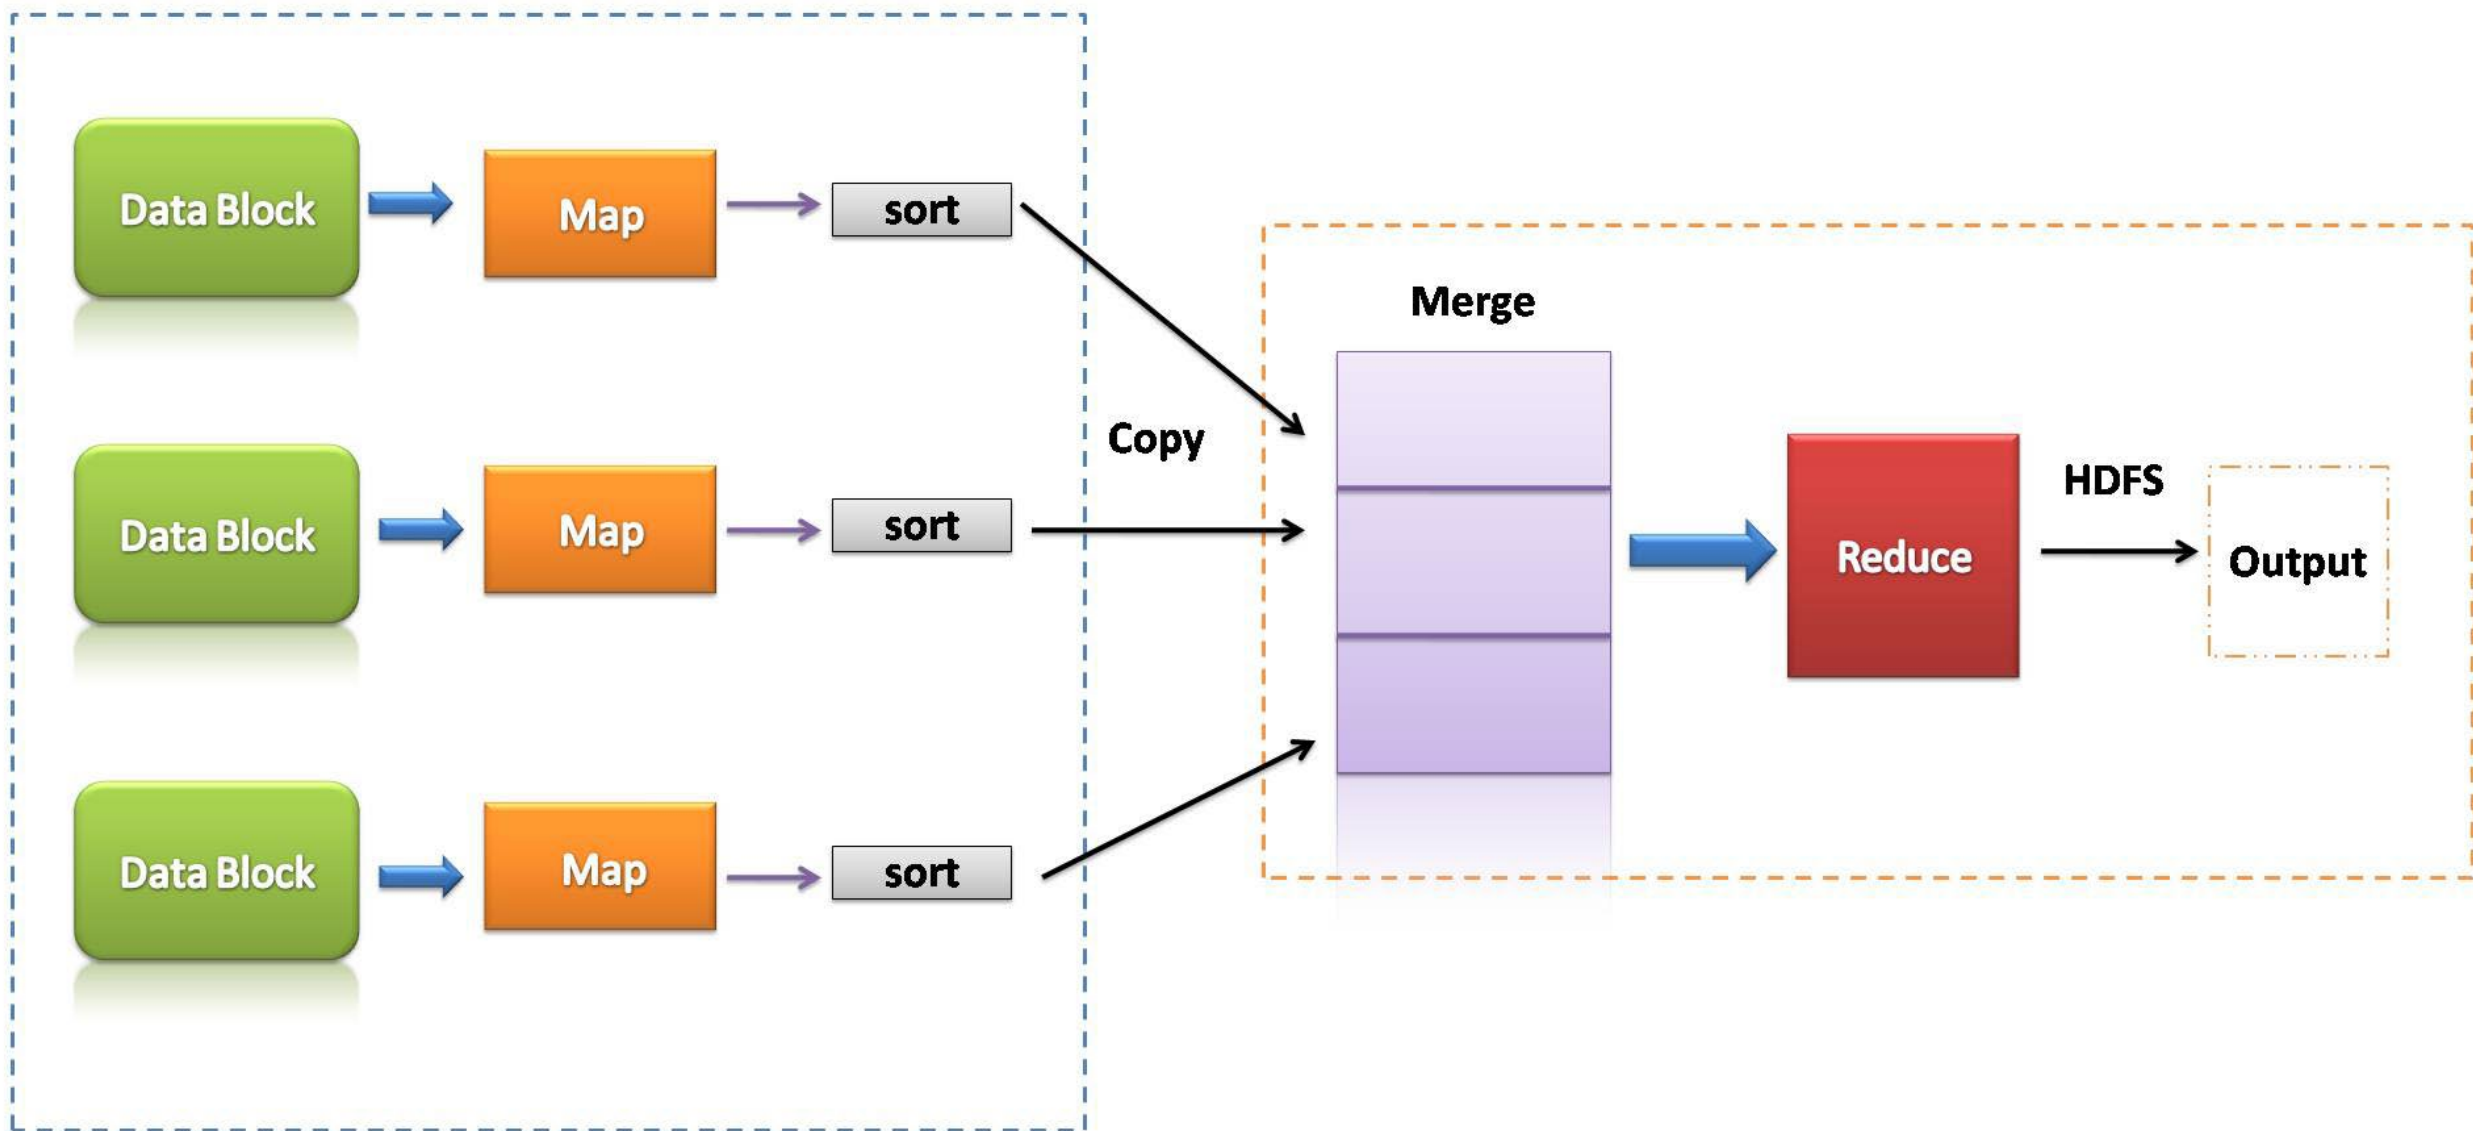 Data Block
Map
sort
Data Block
Map
sort
Data Block
Map
sort
Copy
Merge
Reduce
HDFS
Output